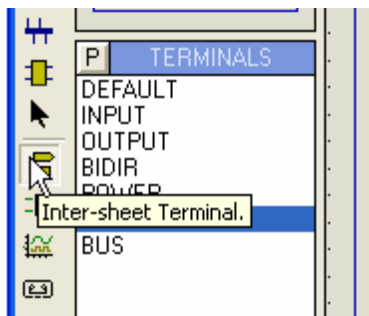 P TERMINALS
DEFAULT
INPUT
OUTPUT
BIDIR
POWER
Inter-sheet Terminal.
BUS